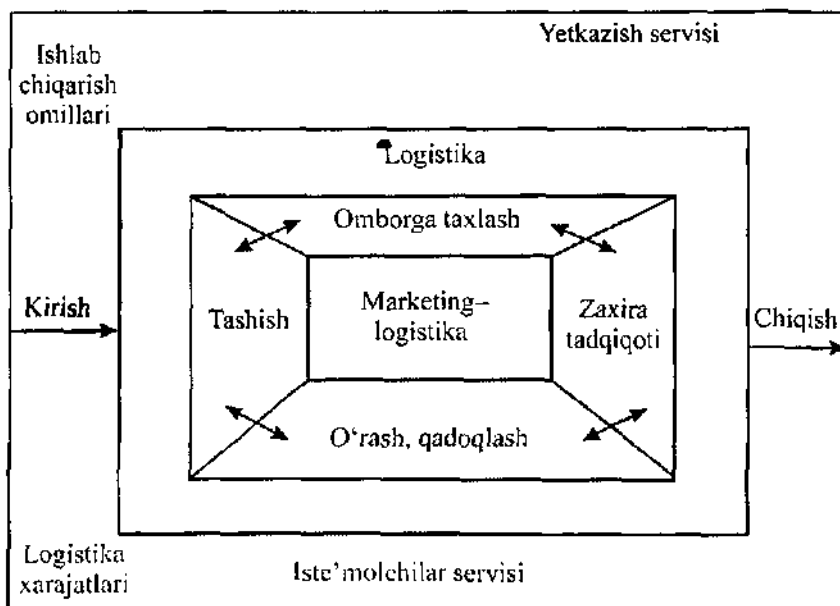 Yetkazish servisi
Ishlab
chiqarish
omillari
Logistika
Omborga taxlash
Kirish
Tashish
Marketing–
logistika
Zaxira
tadqiqoti
Chiqish
O‘rash, qadoqlash
Logistika
xarajatlari
Iste’molchilar servisi